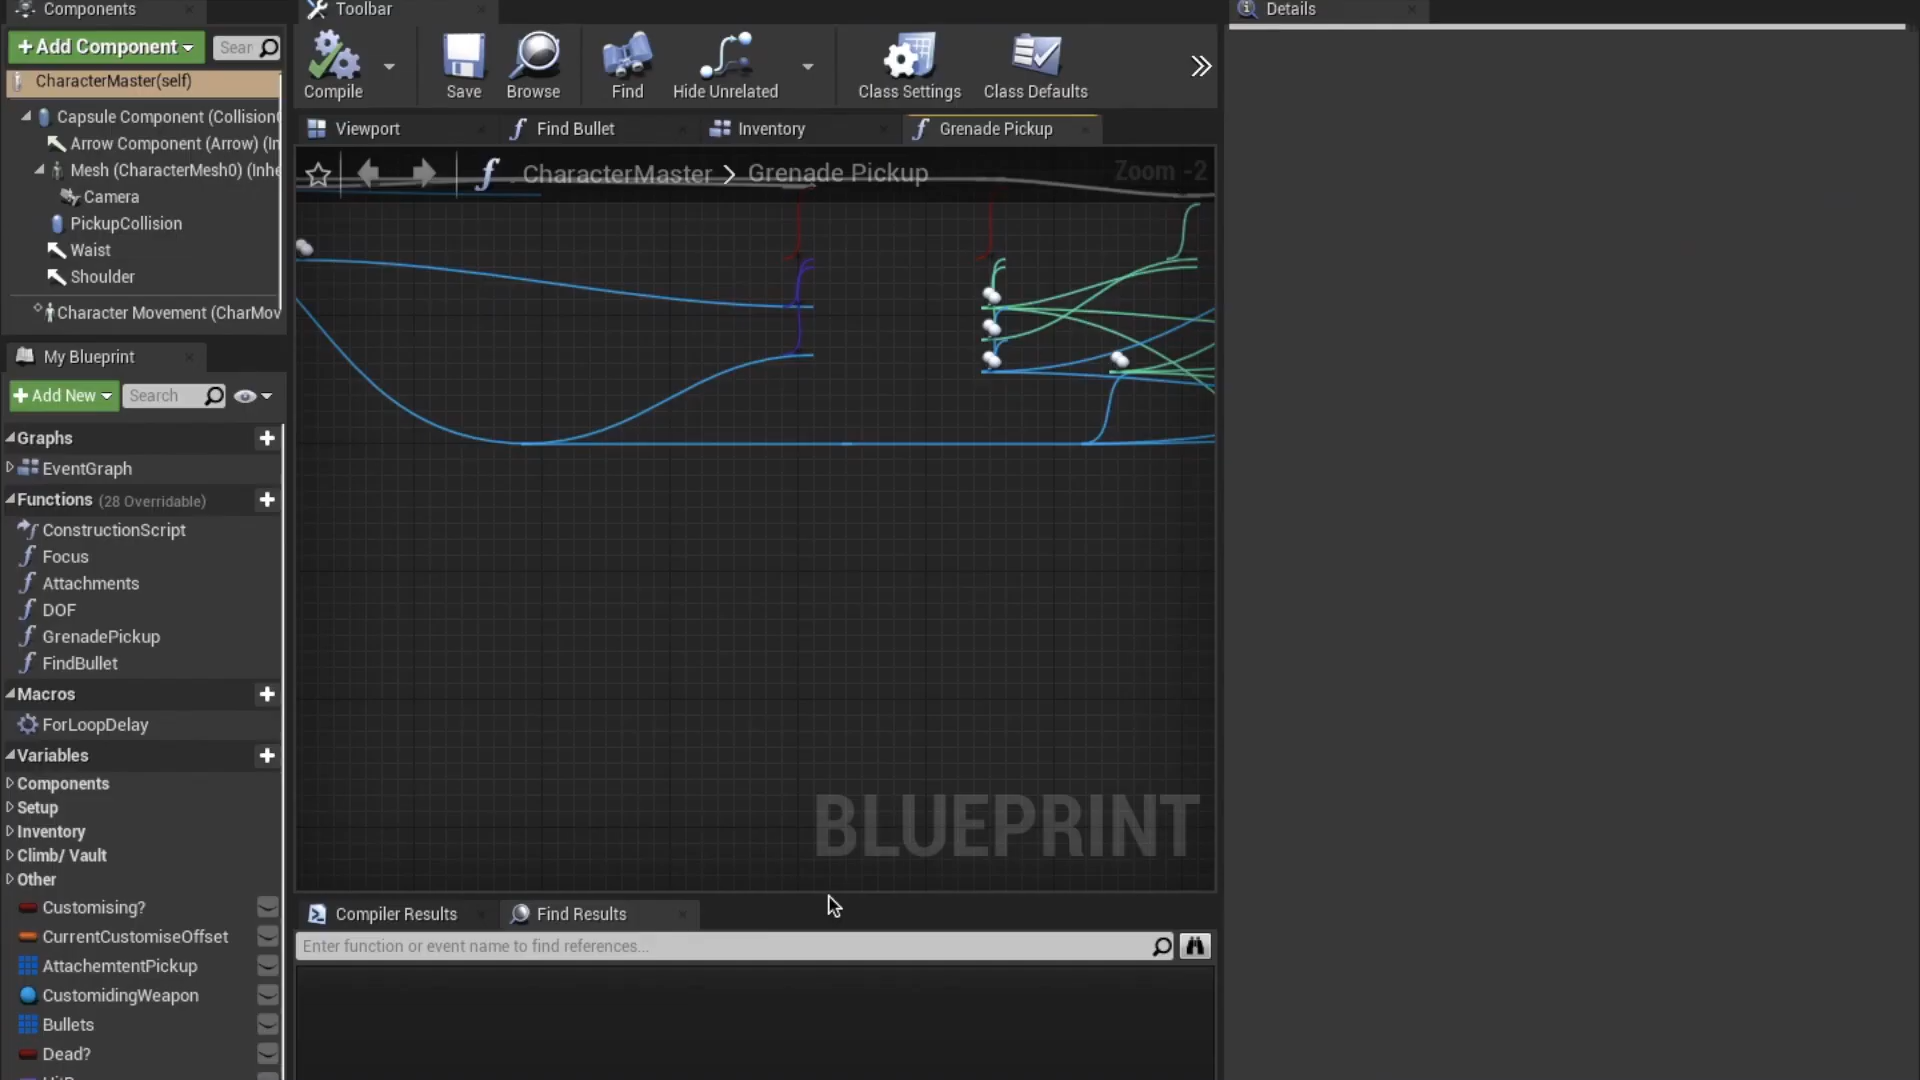 Components
Toolbar
Details
Add Component
Sear
CharacterMaster(self)
Capsule Component (Collision
Arrow Component (Arrow) (In
Mesh (CharacterMesh0) (Inhe
Camera
PickupCollision
Waist
Shoulder
Character Movement (CharMov
Compile
Save
Browse
Find
Hide Unrelated
Class Settings
Class Defaults
Viewport
Find Bullet
Inventory
Grenade Pickup
CharacterMaster > Grenade Pickup
Zoom -2
My Blueprint
Add New
Search
Graphs
EventGraph
Functions (28 Overridable)
ConstructionScript
Focus
Attachments
DOF
GrenadePickup
FindBullet
Macros
ForLoopDelay
Variables
Components
Setup
Inventory
Climb/ Vault
Other
Customising?
CurrentCustomiseOffset
AttachemtentPickup
CustomidingWeapon
Bullets
Dead?
BLUEPRINT
Compiler Results
Find Results
Enter function or event name to find references...